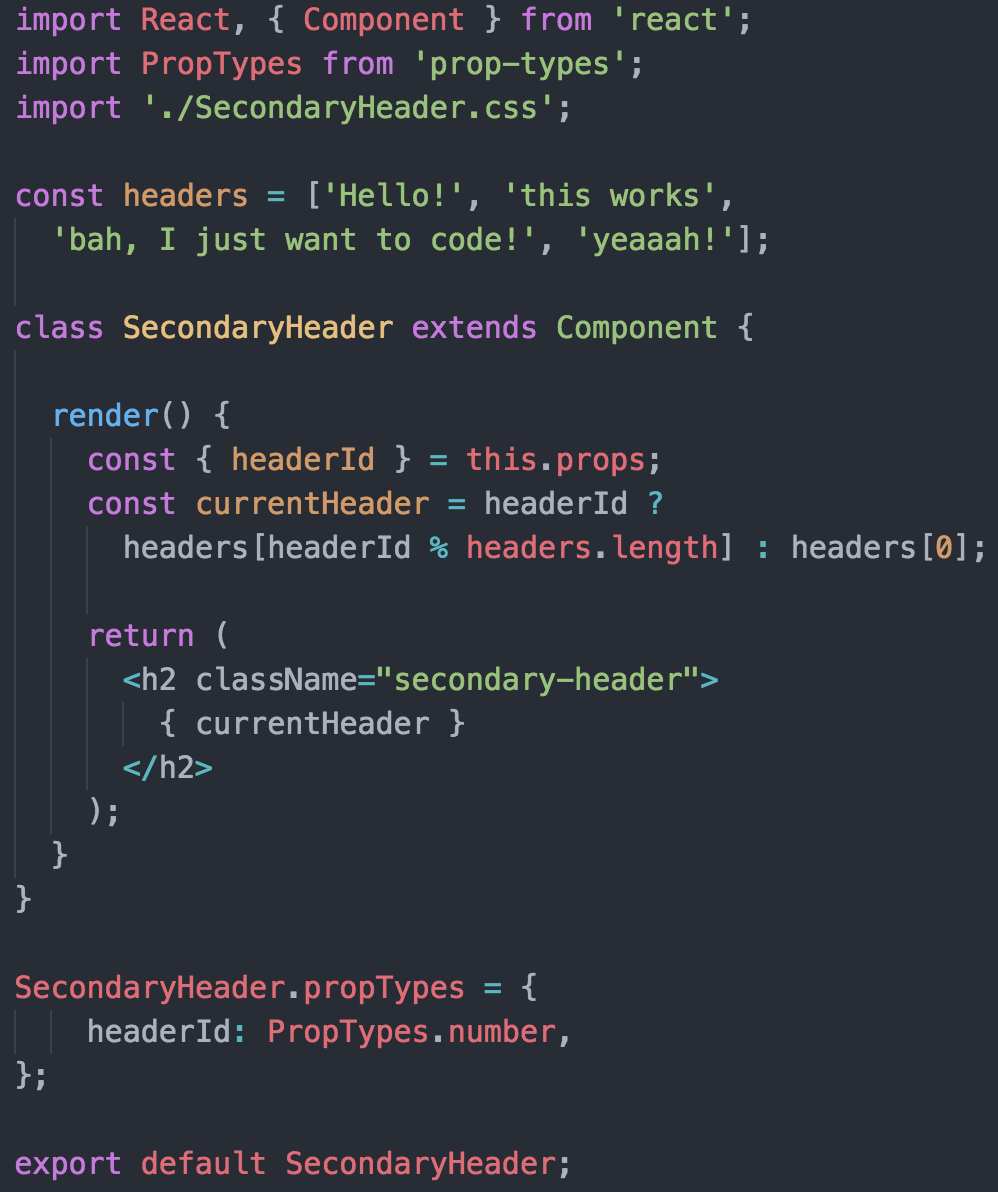 import React, { Component } from 'react';
import PropTypes from 'prop-types';
import './SecondaryHeader.css';

const headers = ['Hello!', 'this works',
  'bah, I just want to code!', 'yeaaah!'];

class SecondaryHeader extends Component {

  render() {
    const { headerId } = this.props;
    const currentHeader = headerId ?
      headers[headerId % headers.length] : headers[0];

    return (
      <h2 className="secondary-header">
        { currentHeader }
      </h2>
    );
  }
}

SecondaryHeader.propTypes = {
    headerId: PropTypes.number,
};

export default SecondaryHeader;